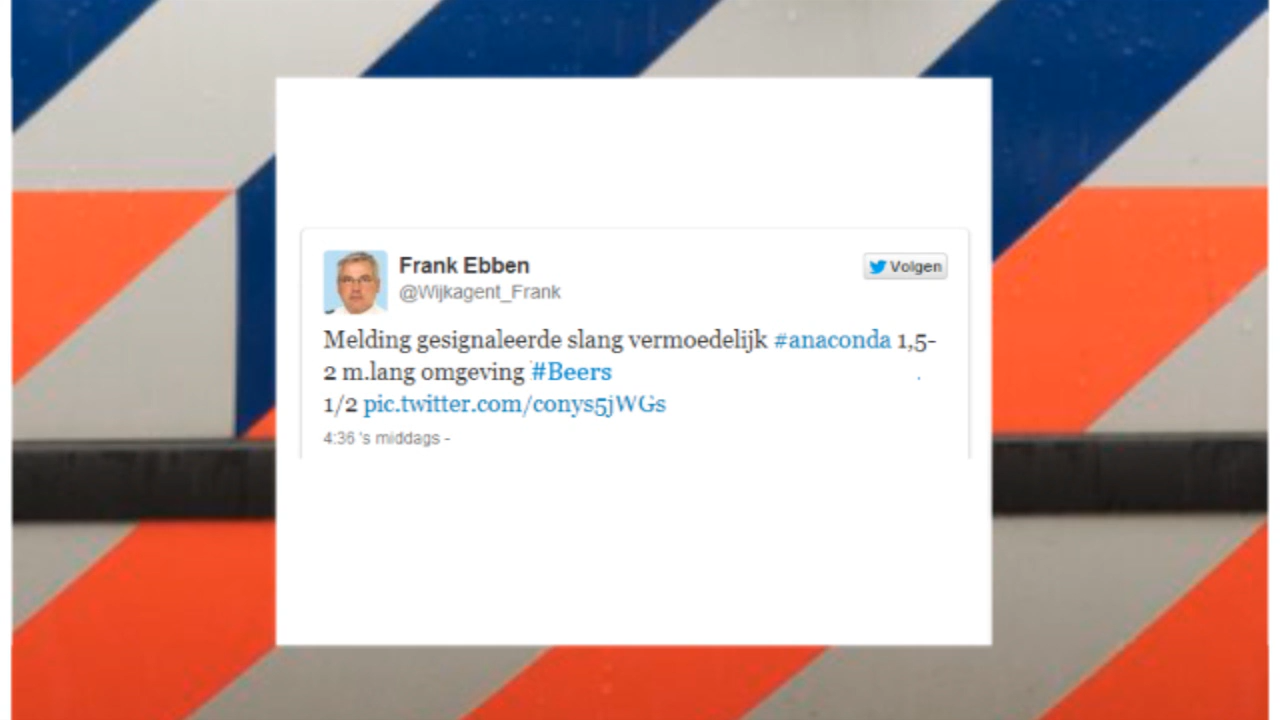 Frank Ebben
@Wijkagent_Frank
Volgen
Melding gesignaleerde slang vermoedelijk #anaconda 1,5-
2 m.lang omgeving #Beers
1/2 pic.twitter.com/conys5jWGs
4:36 's middags -